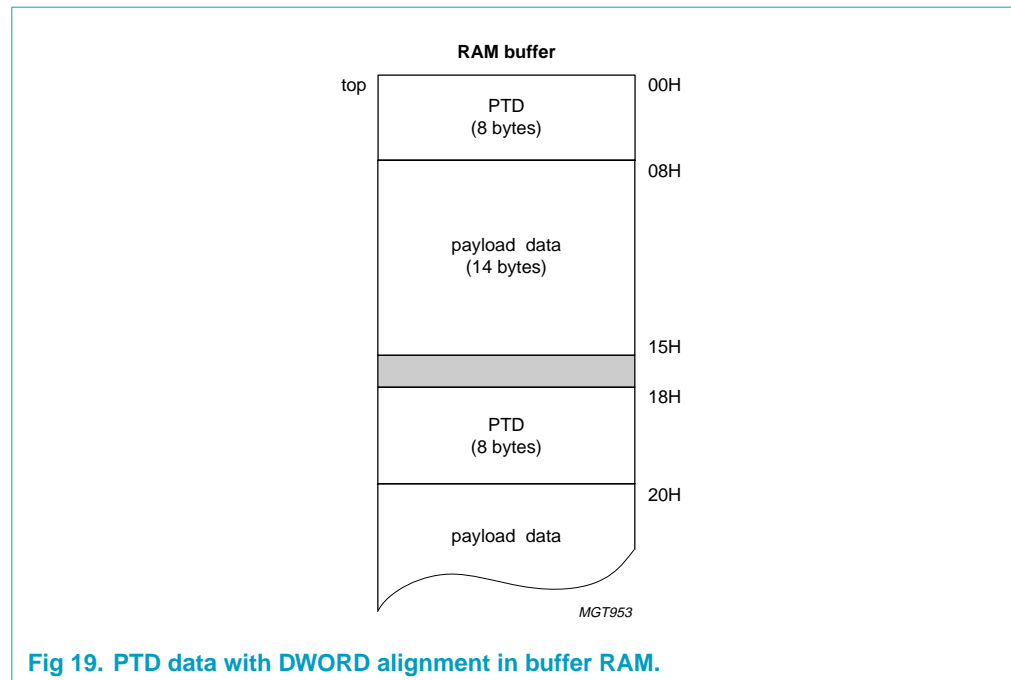 RAM buffer
top
00H
PTD
(8 bytes)
08H
payload data
(14 bytes)
15H
18H
PTD
(8 bytes)
20H
payload data
MGT953
Fig 19. PTD data with DWORD alignment in buffer RAM.